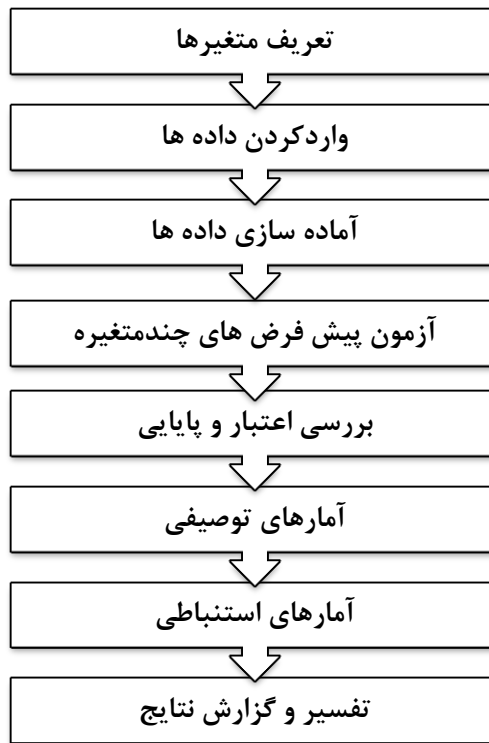 تعریف متغیرها
واردکردن داده ها
آماده سازی داده ها
آزمون پیش فرض های چندمتغیره
بررسی اعتبار و پایایی
آمارهای توصیفی
آمارهای استنباطی
تفسیر و گزارش نتایج